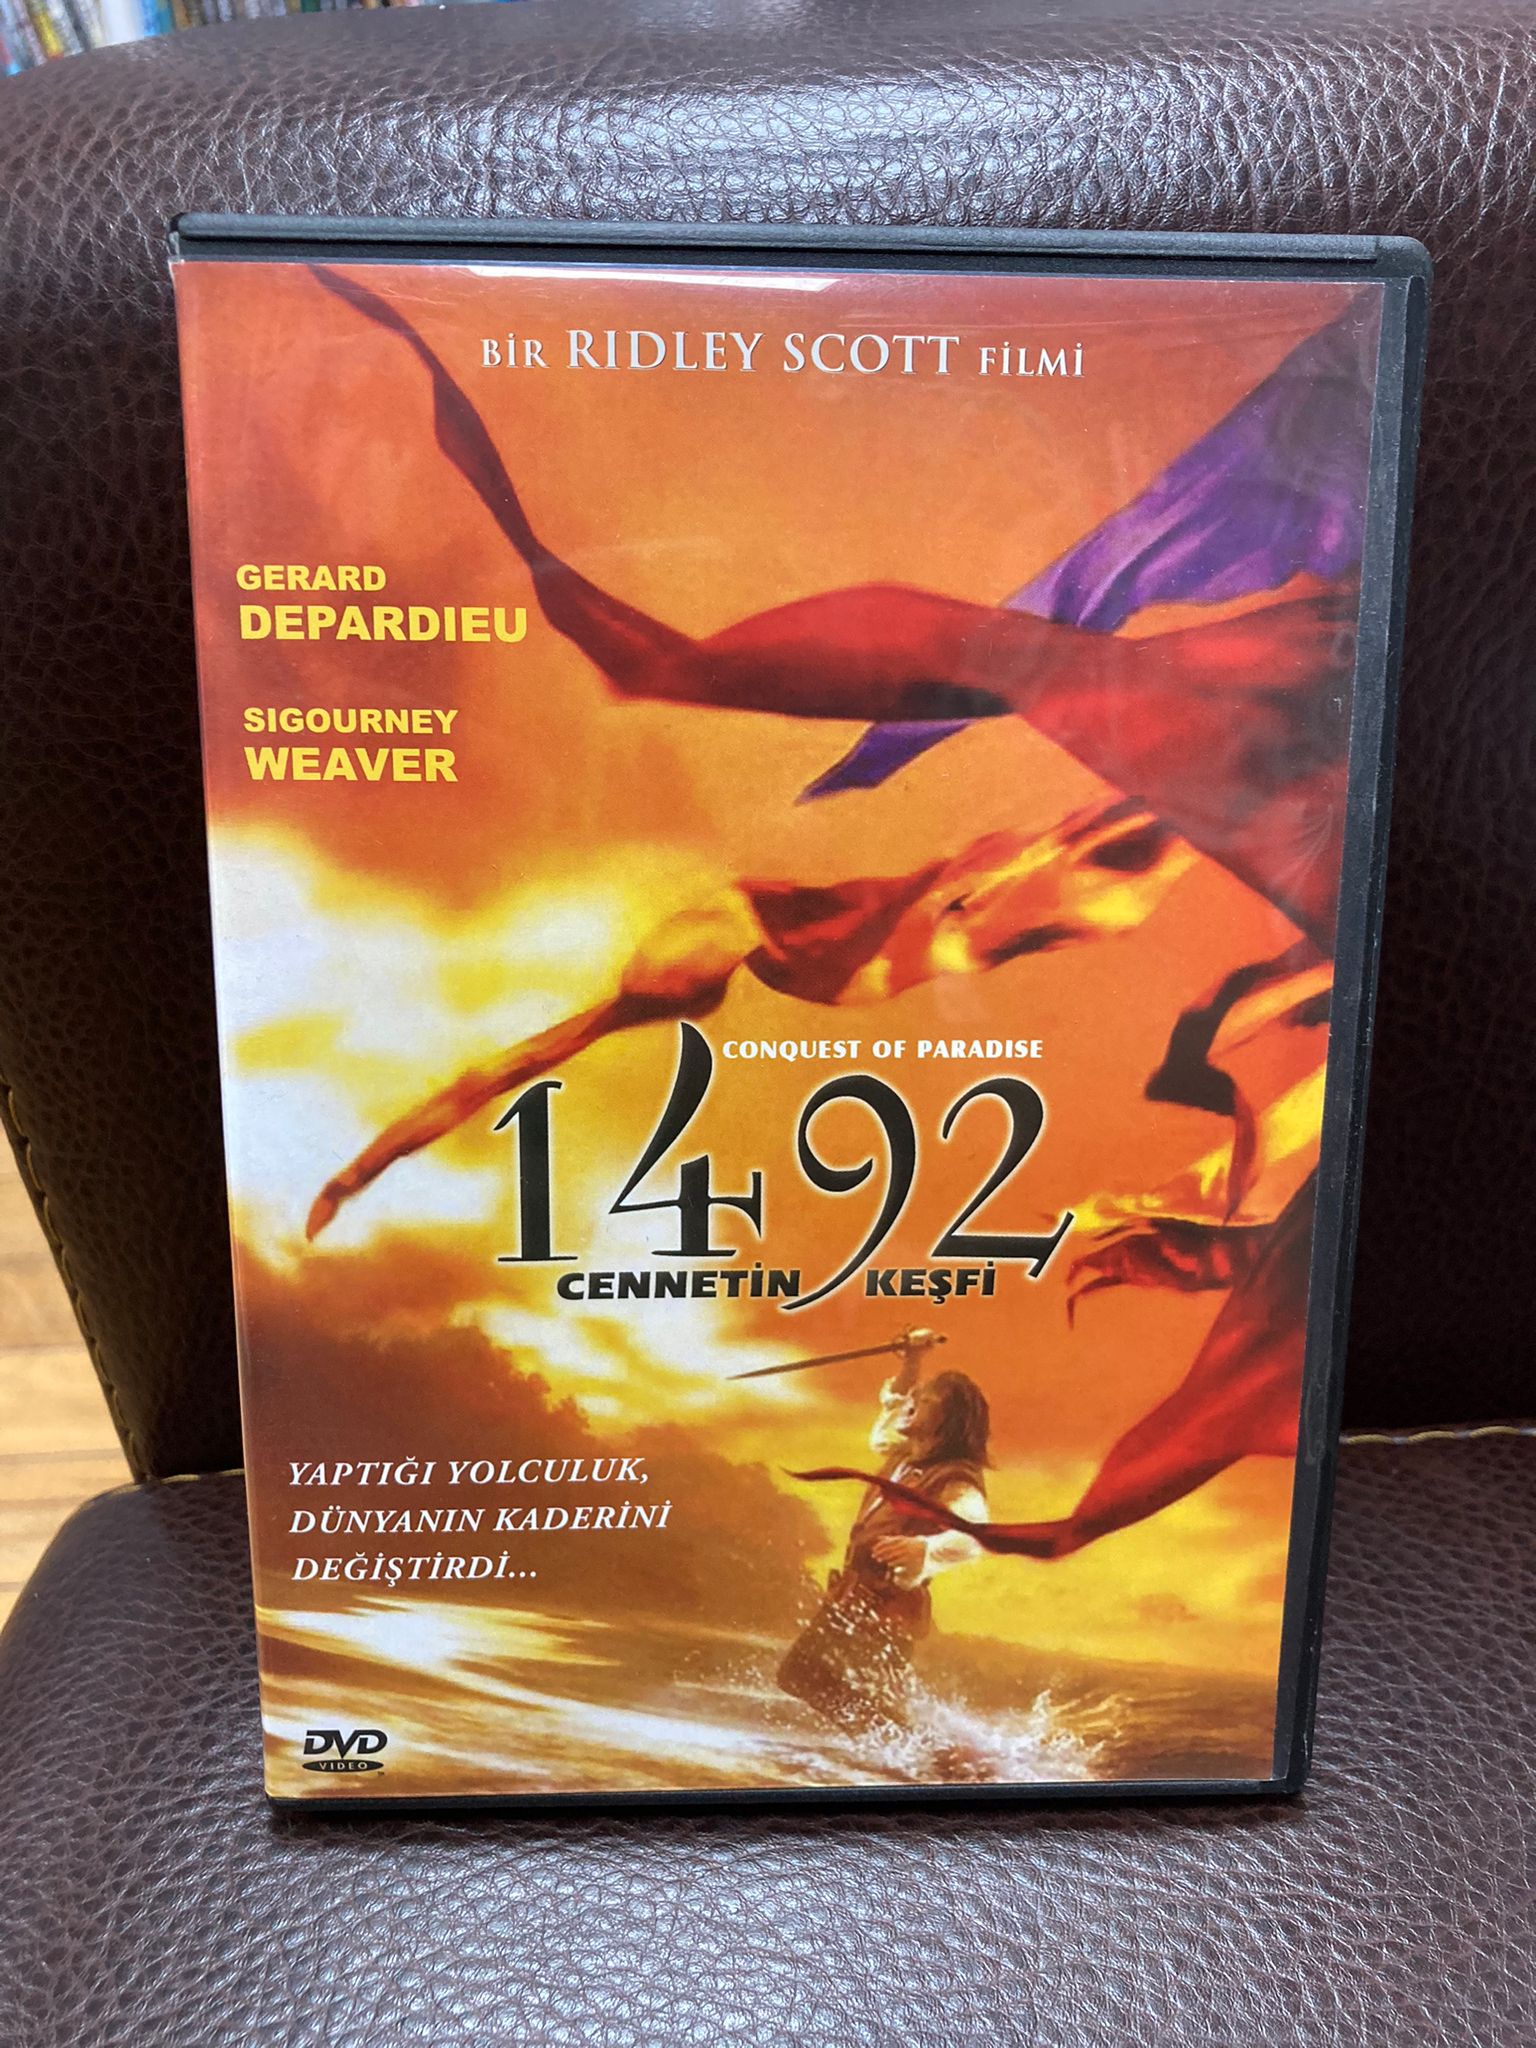 BİR RIDLEY SCOTT FİLMİ
GERARD
DEPARDIEU
SIGOURNEY
WEAVER
CONQUEST OF PARADISE
1492
CENNETİN KEŞFİ
YAPTIĞI YOLCULUK,
DÜNYANIN KADERİNİ
DEĞİŞTİRDİ...
DVD
VIDEO